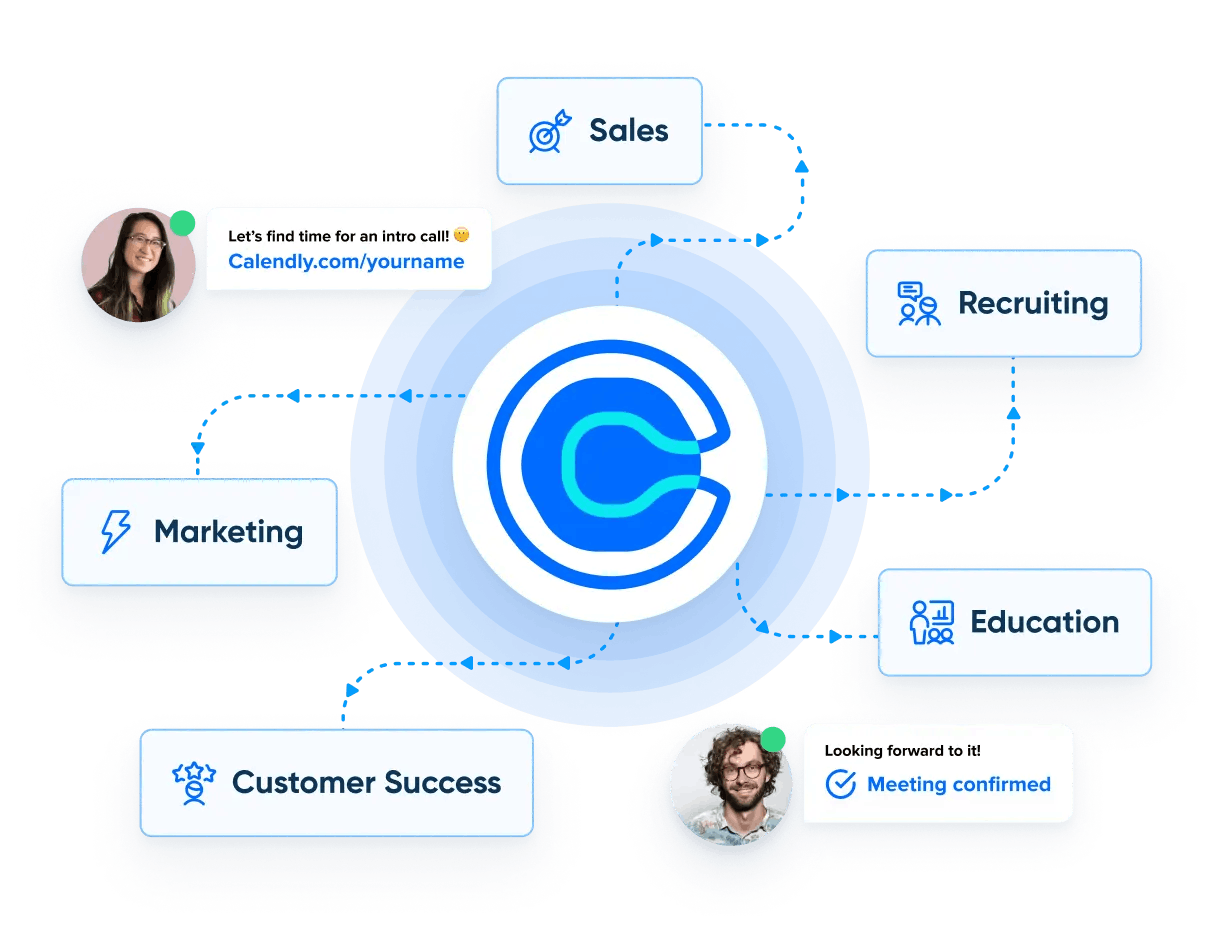 Sales
Let's find time for an intro call!
Calendly.com/yourname
Recruiting
Marketing
Education
Customer Success
Looking forward to it!
Meeting confirmed